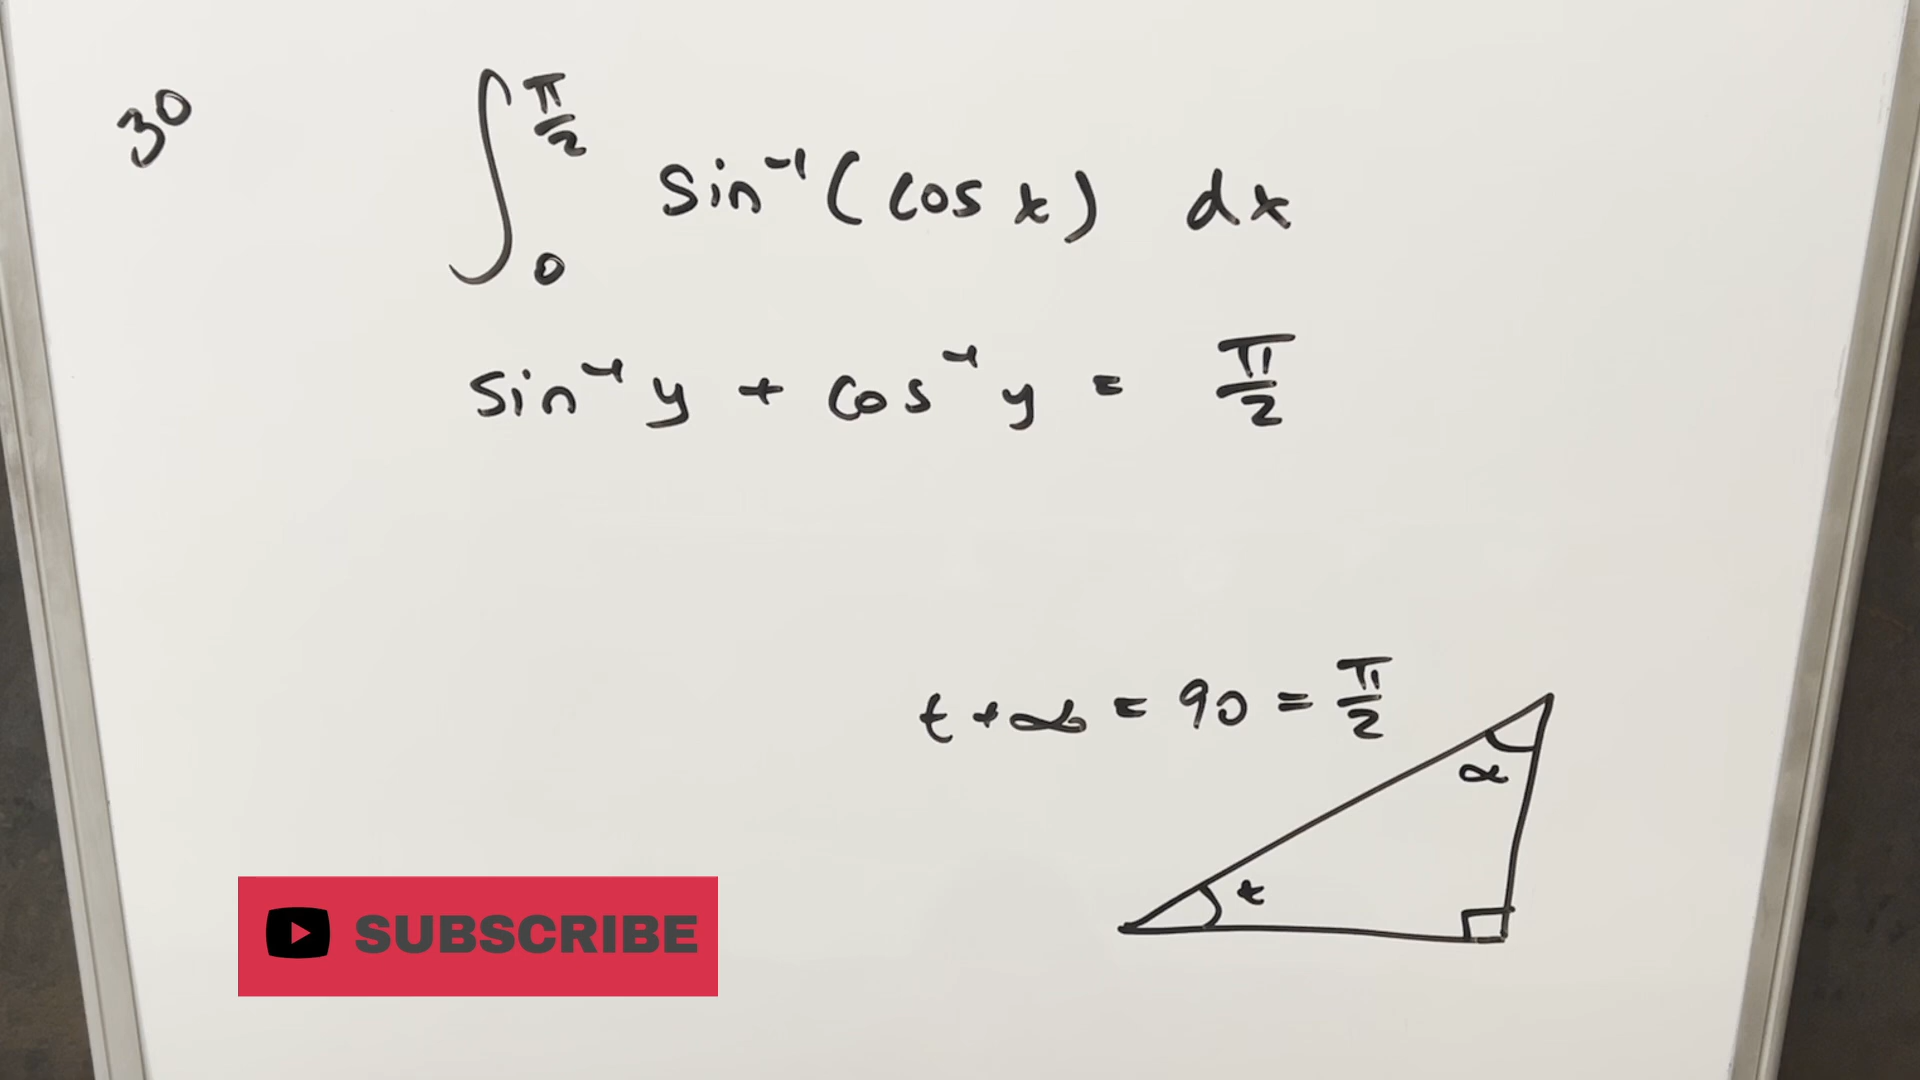 30
∫₀^(π/2) sin⁻¹(cos x) dx
sin⁻¹ y + cos⁻¹ y = π/2
t + α = 90 = π/2
α
t
SUBSCRIBE